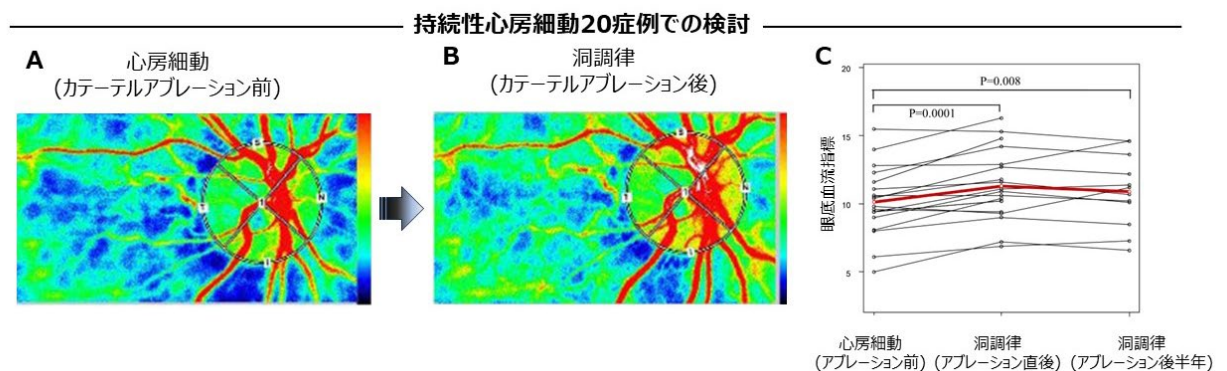 持続性心房細動20症例での検討
A
心房細動
(カテーテルアブレーション前)
B
洞調律
(カテーテルアブレーション後)
C
S
T
N
I
1
S
T
N
I
1
眼底血流指標
20
15
10
5
P=0.008
P=0.0001
心房細動
(アブレーション前)
洞調律
(アブレーション直後)
洞調律
(アブレーション後半年)